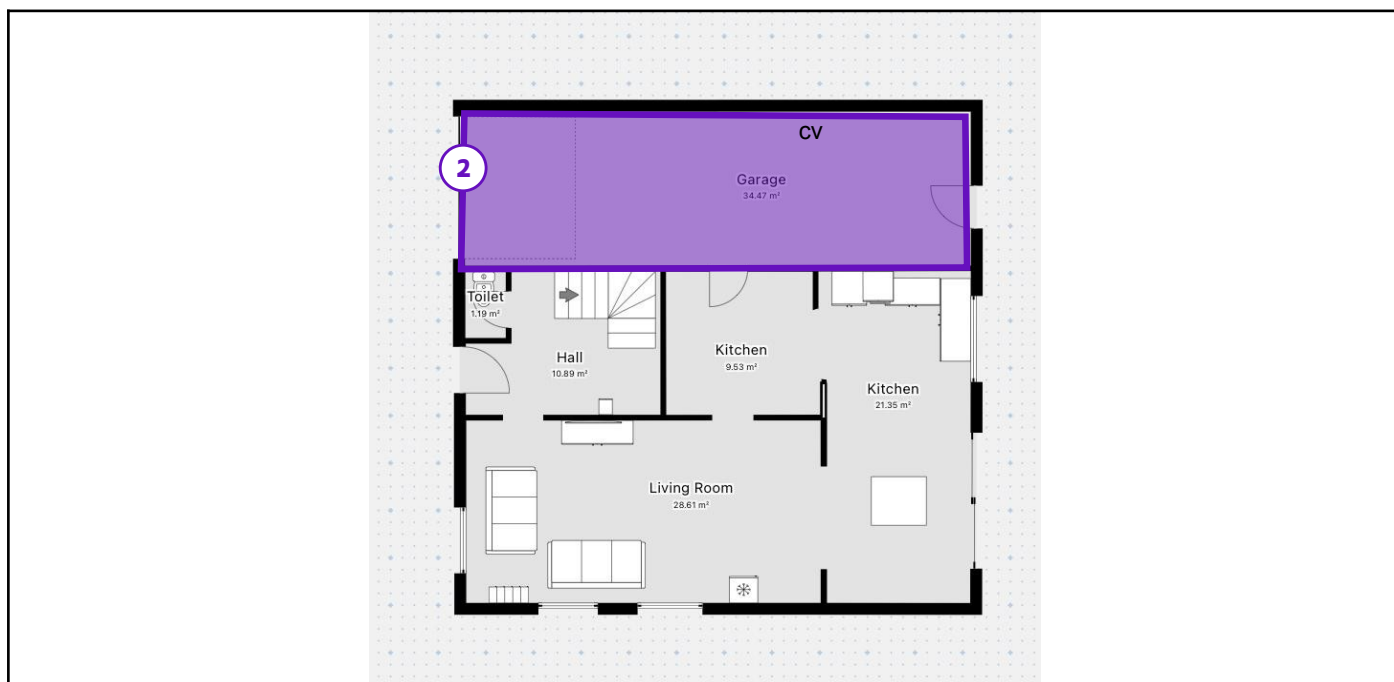 CV
2
Garage
34.47 m²
Toilet
1.19 m²
Hall
10.89 m²
Kitchen
9.53 m²
Kitchen
21.35 m²
Living Room
28.61 m²